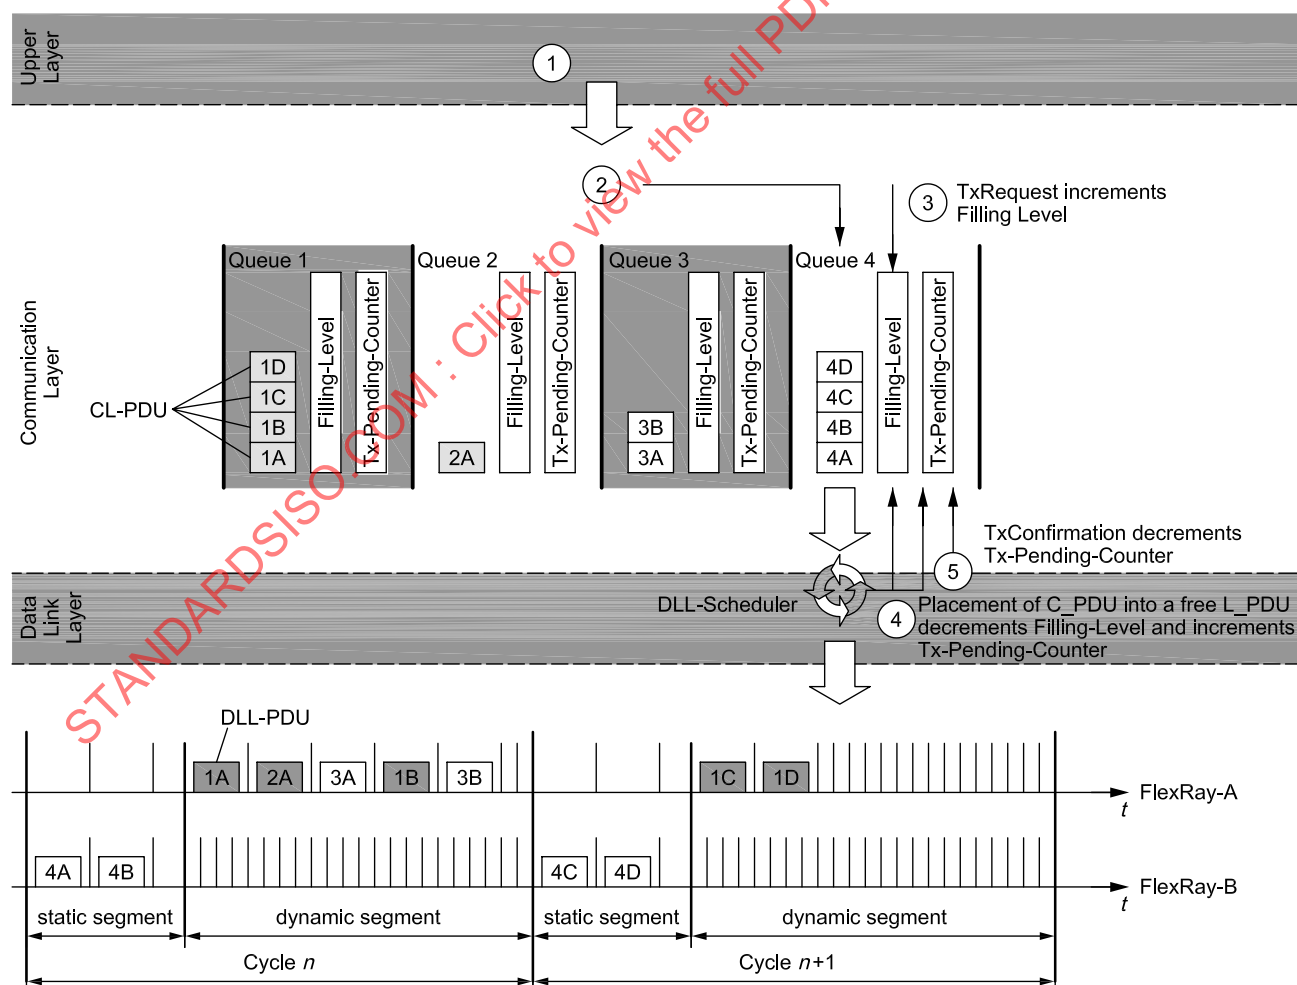 Upper
Layer
1
2
3
TxRequest increments
Filling Level
Communication
Layer
Queue 1
Queue 2
Queue 3
Queue 4
Filling-Level
Tx-Pending-Counter
Filling-Level
Tx-Pending-Counter
Filling-Level
Tx-Pending-Counter
Filling-Level
Tx-Pending-Counter
CL-PDU
1D
1C
1B
1A
2A
3B
3A
4D
4C
4B
4A
TxConfirmation decrements
Tx-Pending-Counter
5
Data
Link
Layer
DLL-Scheduler
4
Placement of C_PDU into a free L_PDU
decrements Filling-Level and increments
Tx-Pending-Counter
DLL-PDU
1A 2A 3A 1B 3B 1C 1D
FlexRay-A
t
4A 4B 4C 4D
FlexRay-B
t
static segment dynamic segment static segment dynamic segment
Cycle n Cycle n+1
STANDARDSISO.COM : Click to view the full PDF